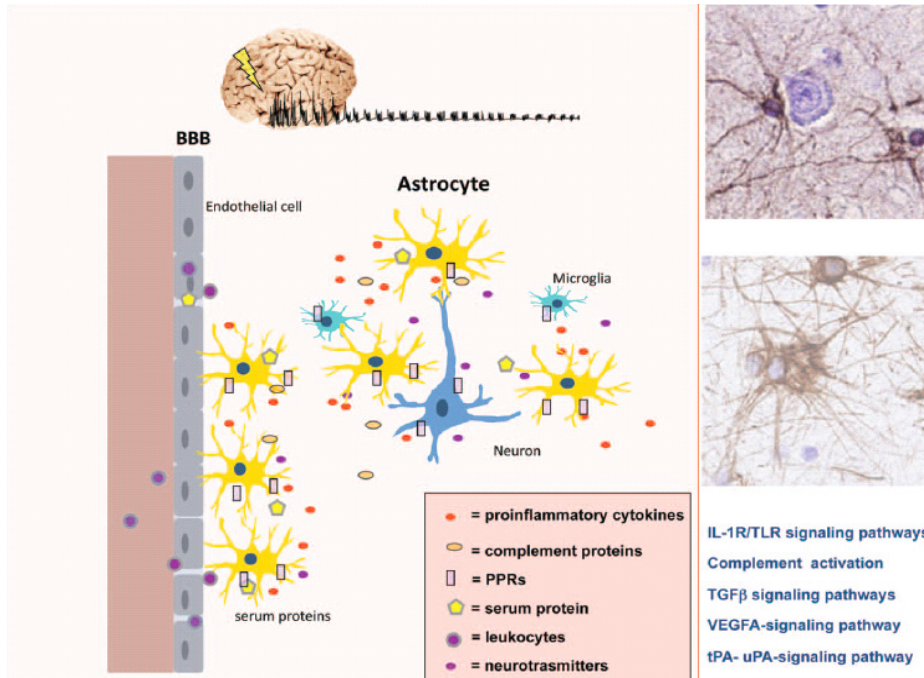 BBB
Endothelial cell
Astrocyte
Microglia
Neuron
serum proteins
= proinflammatory cytokines
= complement proteins
= PPRs
= serum protein
= leukocytes
= neurotrasmitters
IL-1R/TLR signaling pathways
Complement activation
TGFβ signaling pathways
VEGFA-signaling pathway
tPA- uPA-signaling pathway